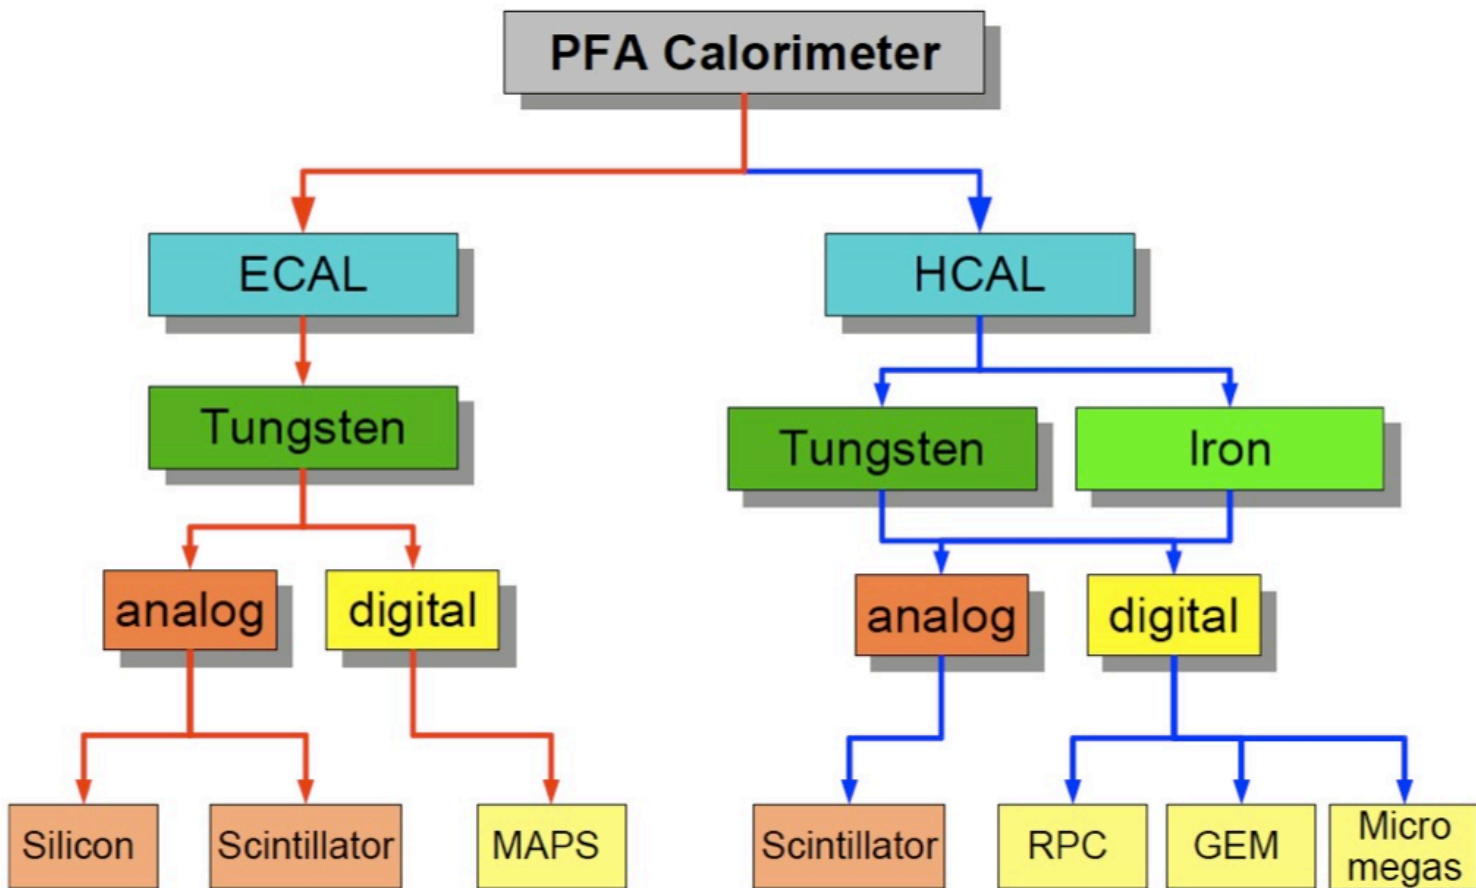 PFA Calorimeter
ECAL
HCAL
Tungsten
Tungsten
Iron
analog
digital
analog
digital
Silicon
Scintillator
MAPS
Scintillator
RPC
GEM
Micro
megas